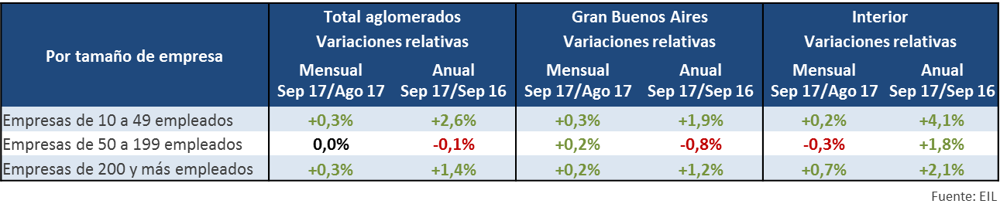 Por tamaño de empresa
Total aglomerados
Variaciones relativas
Mensual
Sep 17/Ago 17
Anual
Sep 17/Sep 16
Gran Buenos Aires
Variaciones relativas
Mensual
Sep 17/Ago 17
Anual
Sep 17/Sep 16
Interior
Variaciones relativas
Mensual
Sep 17/Ago 17
Anual
Sep 17/Sep 16
Empresas de 10 a 49 empleados +0,3% +2,6% +0,3% +1,9% +0,2% +4,1%
Empresas de 50 a 199 empleados 0,0% -0,1% +0,2% -0,8% -0,3% +1,8%
Empresas de 200 y más empleados +0,3% +1,4% +0,2% +1,2% +0,7% +2,1%
Fuente: EIL